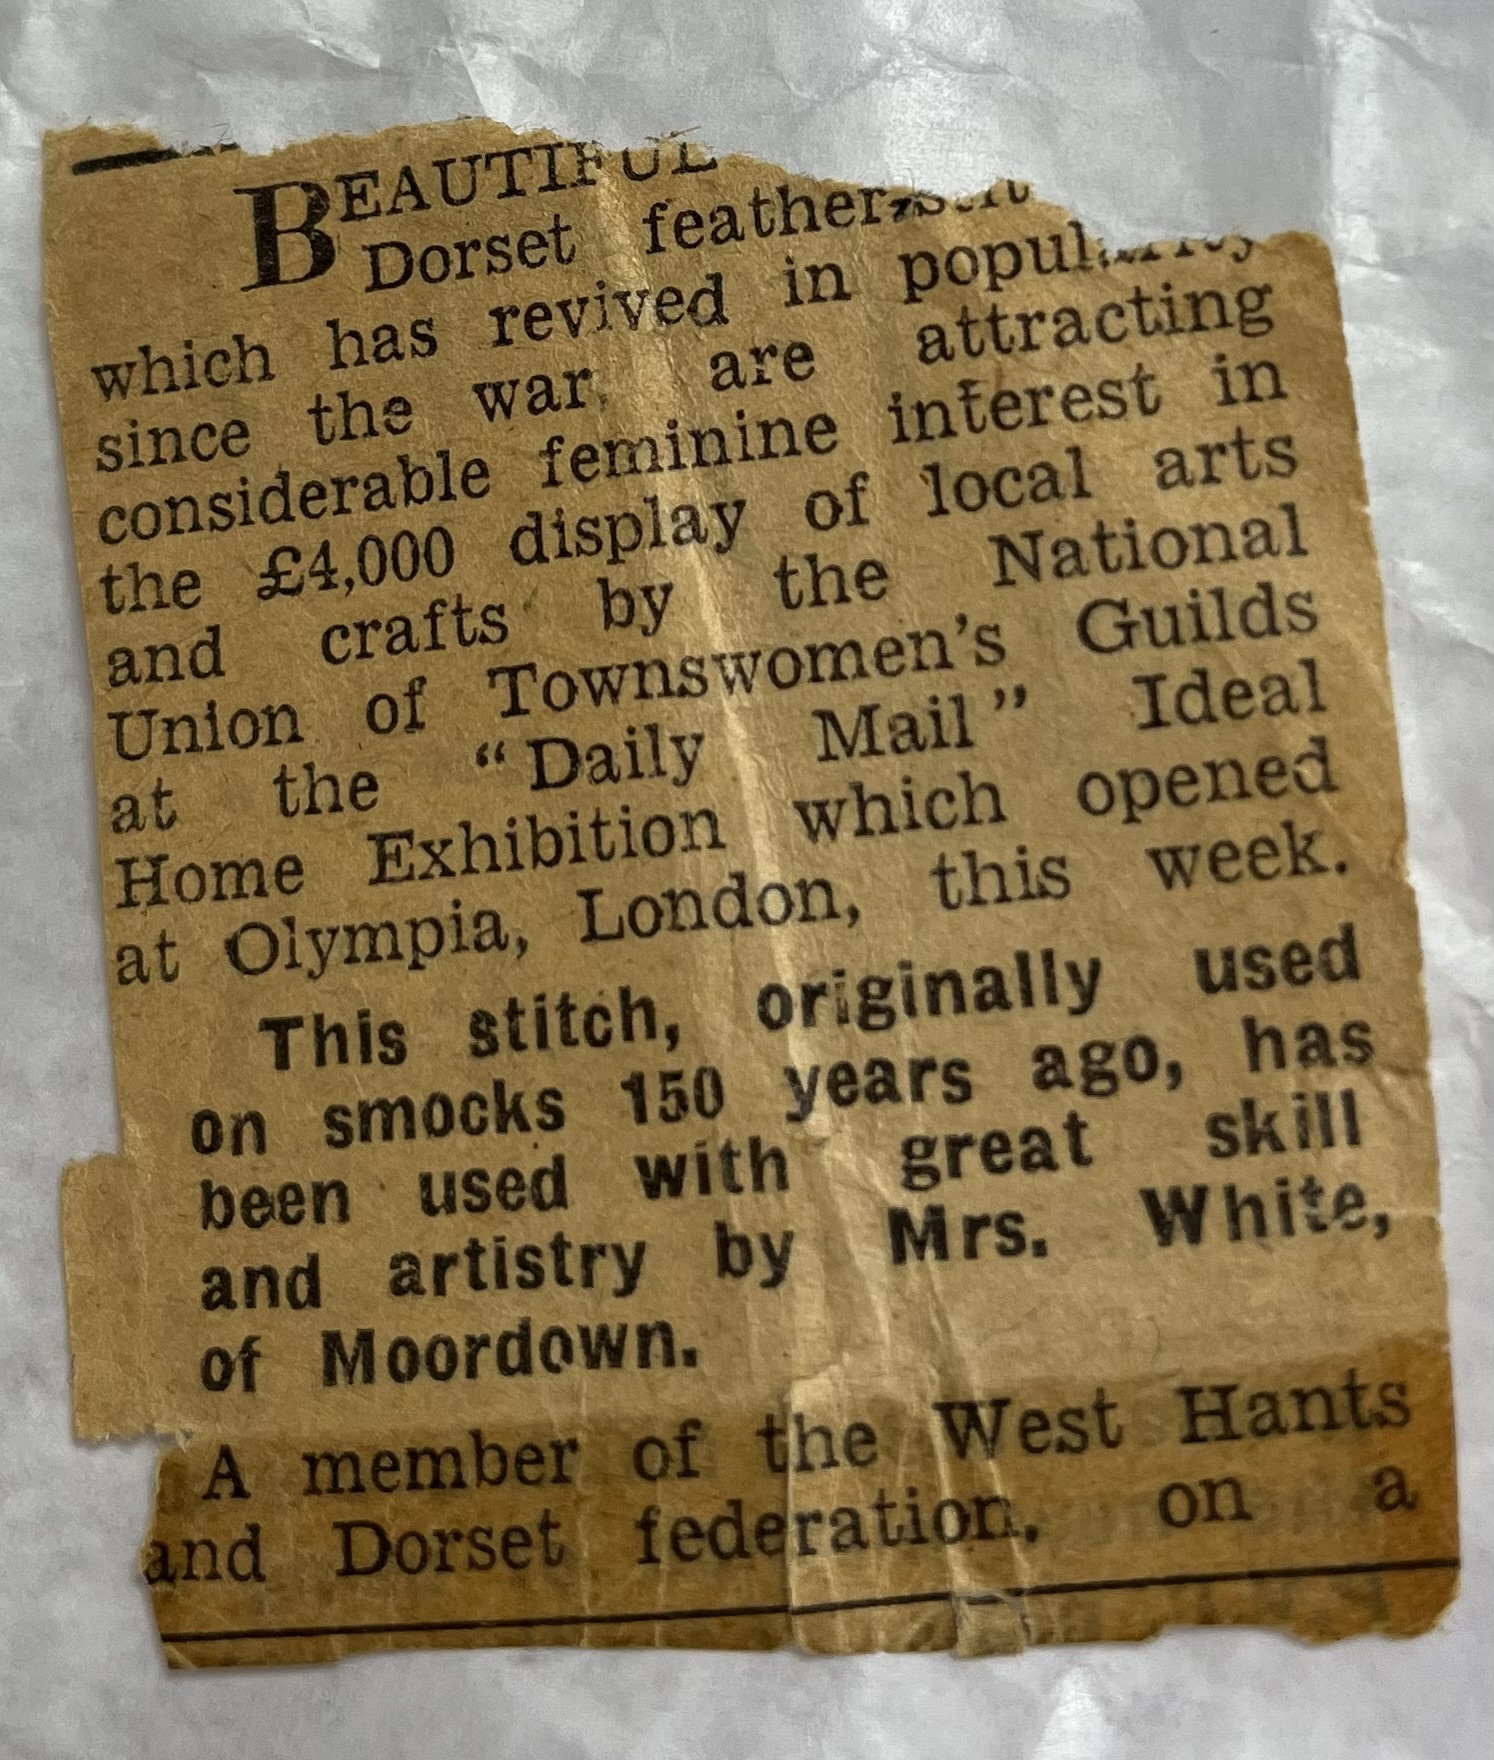 BEAUTIFUL
Dorset feather-stit
which has revived in popularity
since the war, are attracting
considerable feminine interest in
the £4,000 display of local arts
and crafts by the National
Union of Townswomen's Guilds
at the “Daily Mail” Ideal
Home Exhibition which opened
at Olympia, London, this week.
This stitch, originally used
on smocks 150 years ago, has
been used with great skill
and artistry by Mrs. White,
of Moordown.
A member of the West Hants
and Dorset federation, on a